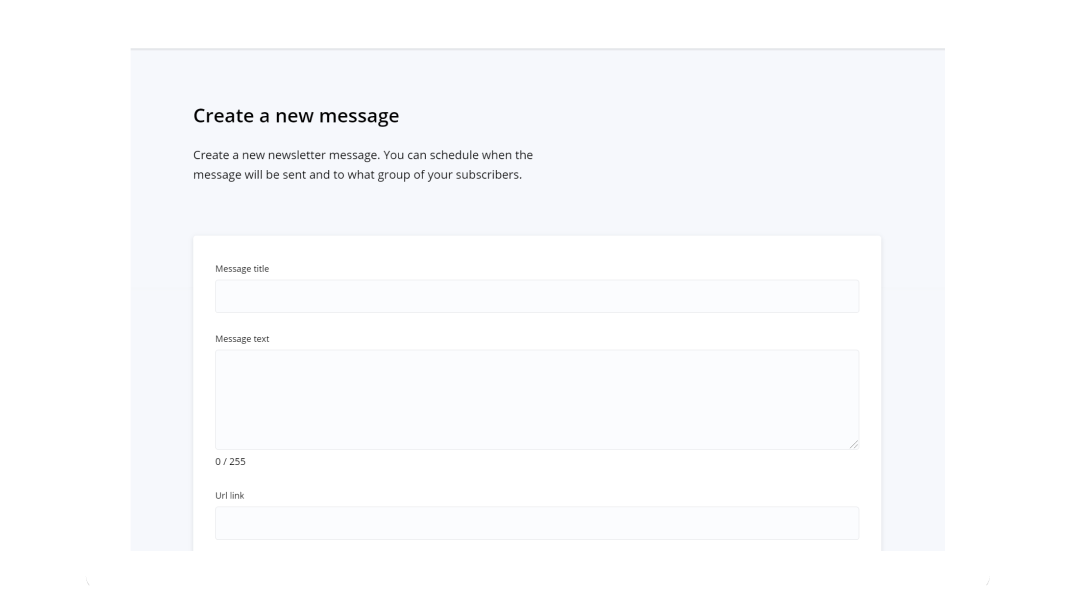 Create a new message
Create a new newsletter message. You can schedule when the
message will be sent and to what group of your subscribers.
Message title
Message text
0 / 255
Url link